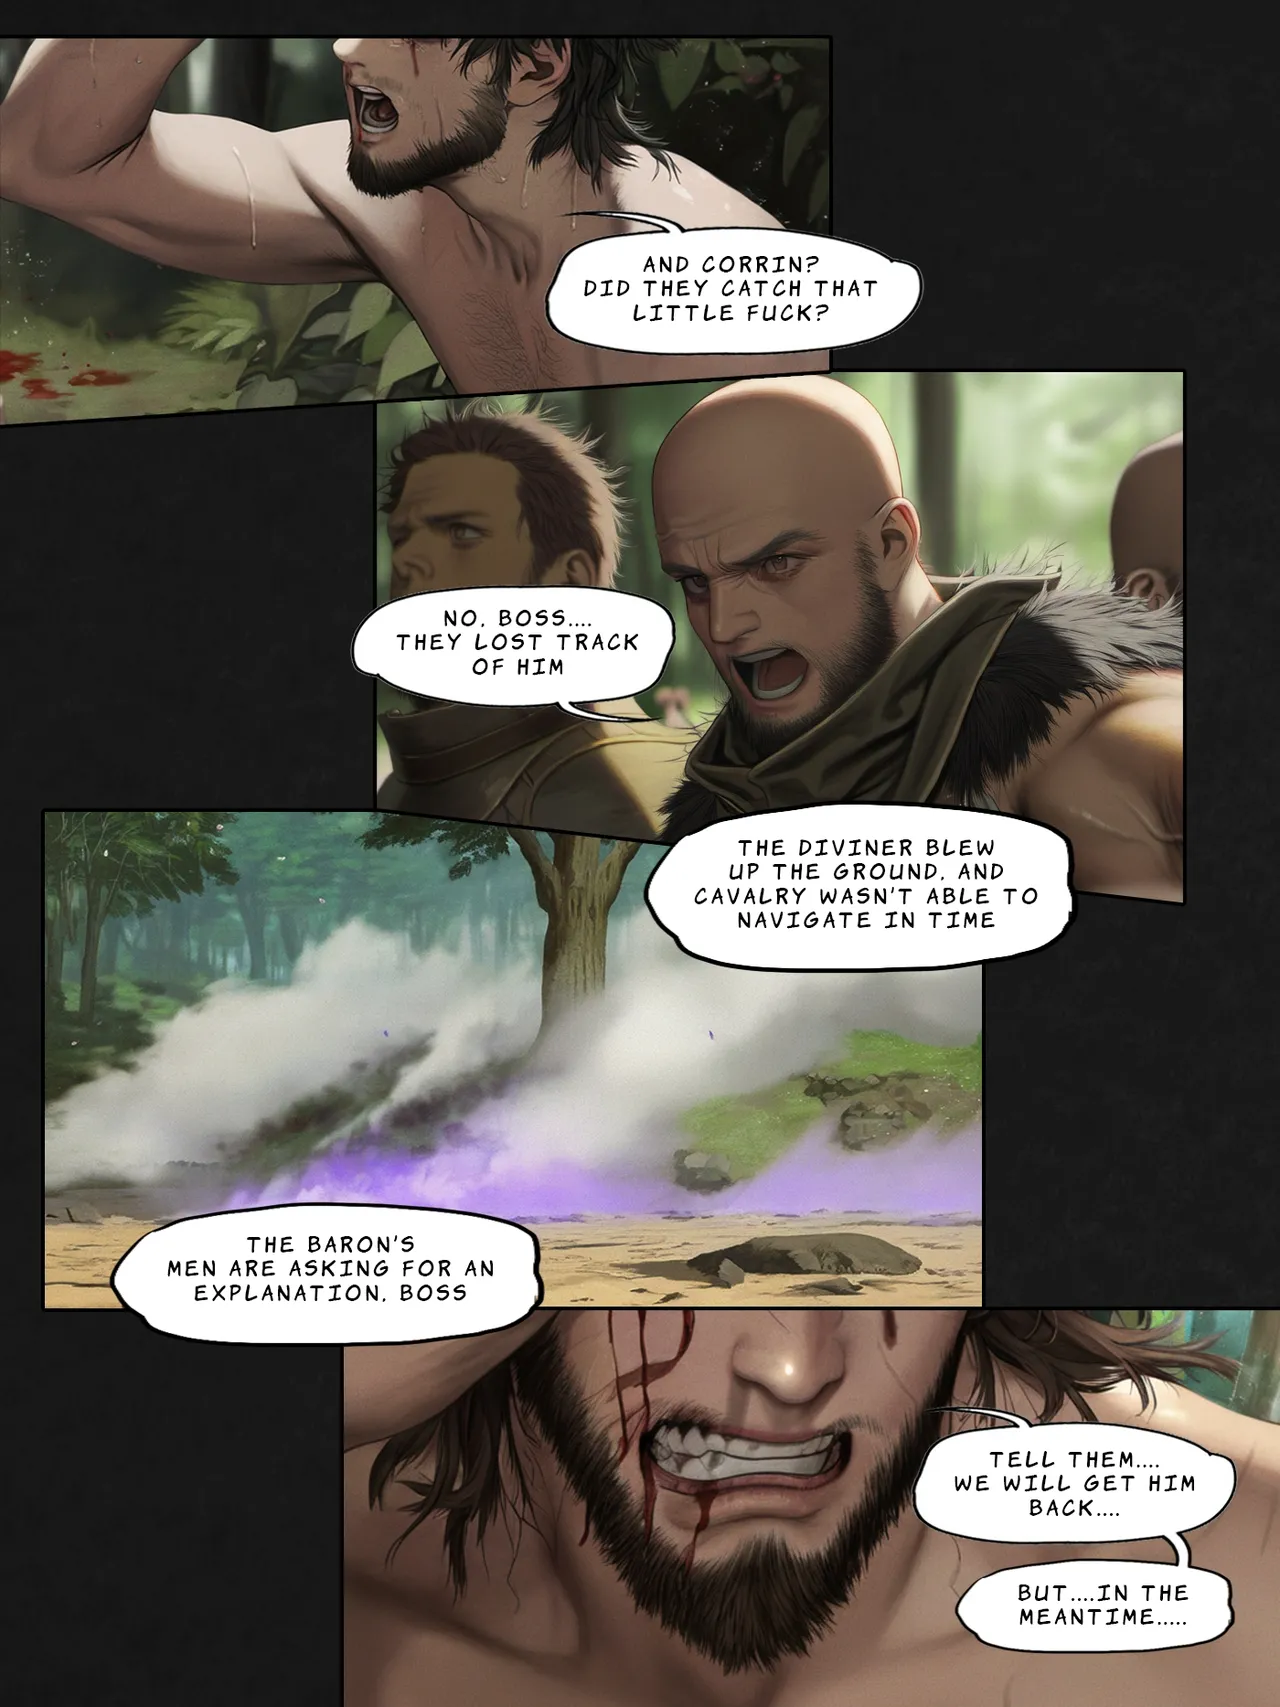 AND CORRIN?
DID THEY CATCH THAT
LITTLE FUCK?
NO, BOSS....
THEY LOST TRACK
OF HIM
THE DIVINER BLEW
UP THE GROUND, AND
CAVALRY WASN'T ABLE TO
NAVIGATE IN TIME
THE BARON'S
MEN ARE ASKING FOR AN
EXPLANATION, BOSS
TELL THEM....
WE WILL GET HIM
BACK....
BUT....IN THE
MEANTIME.....